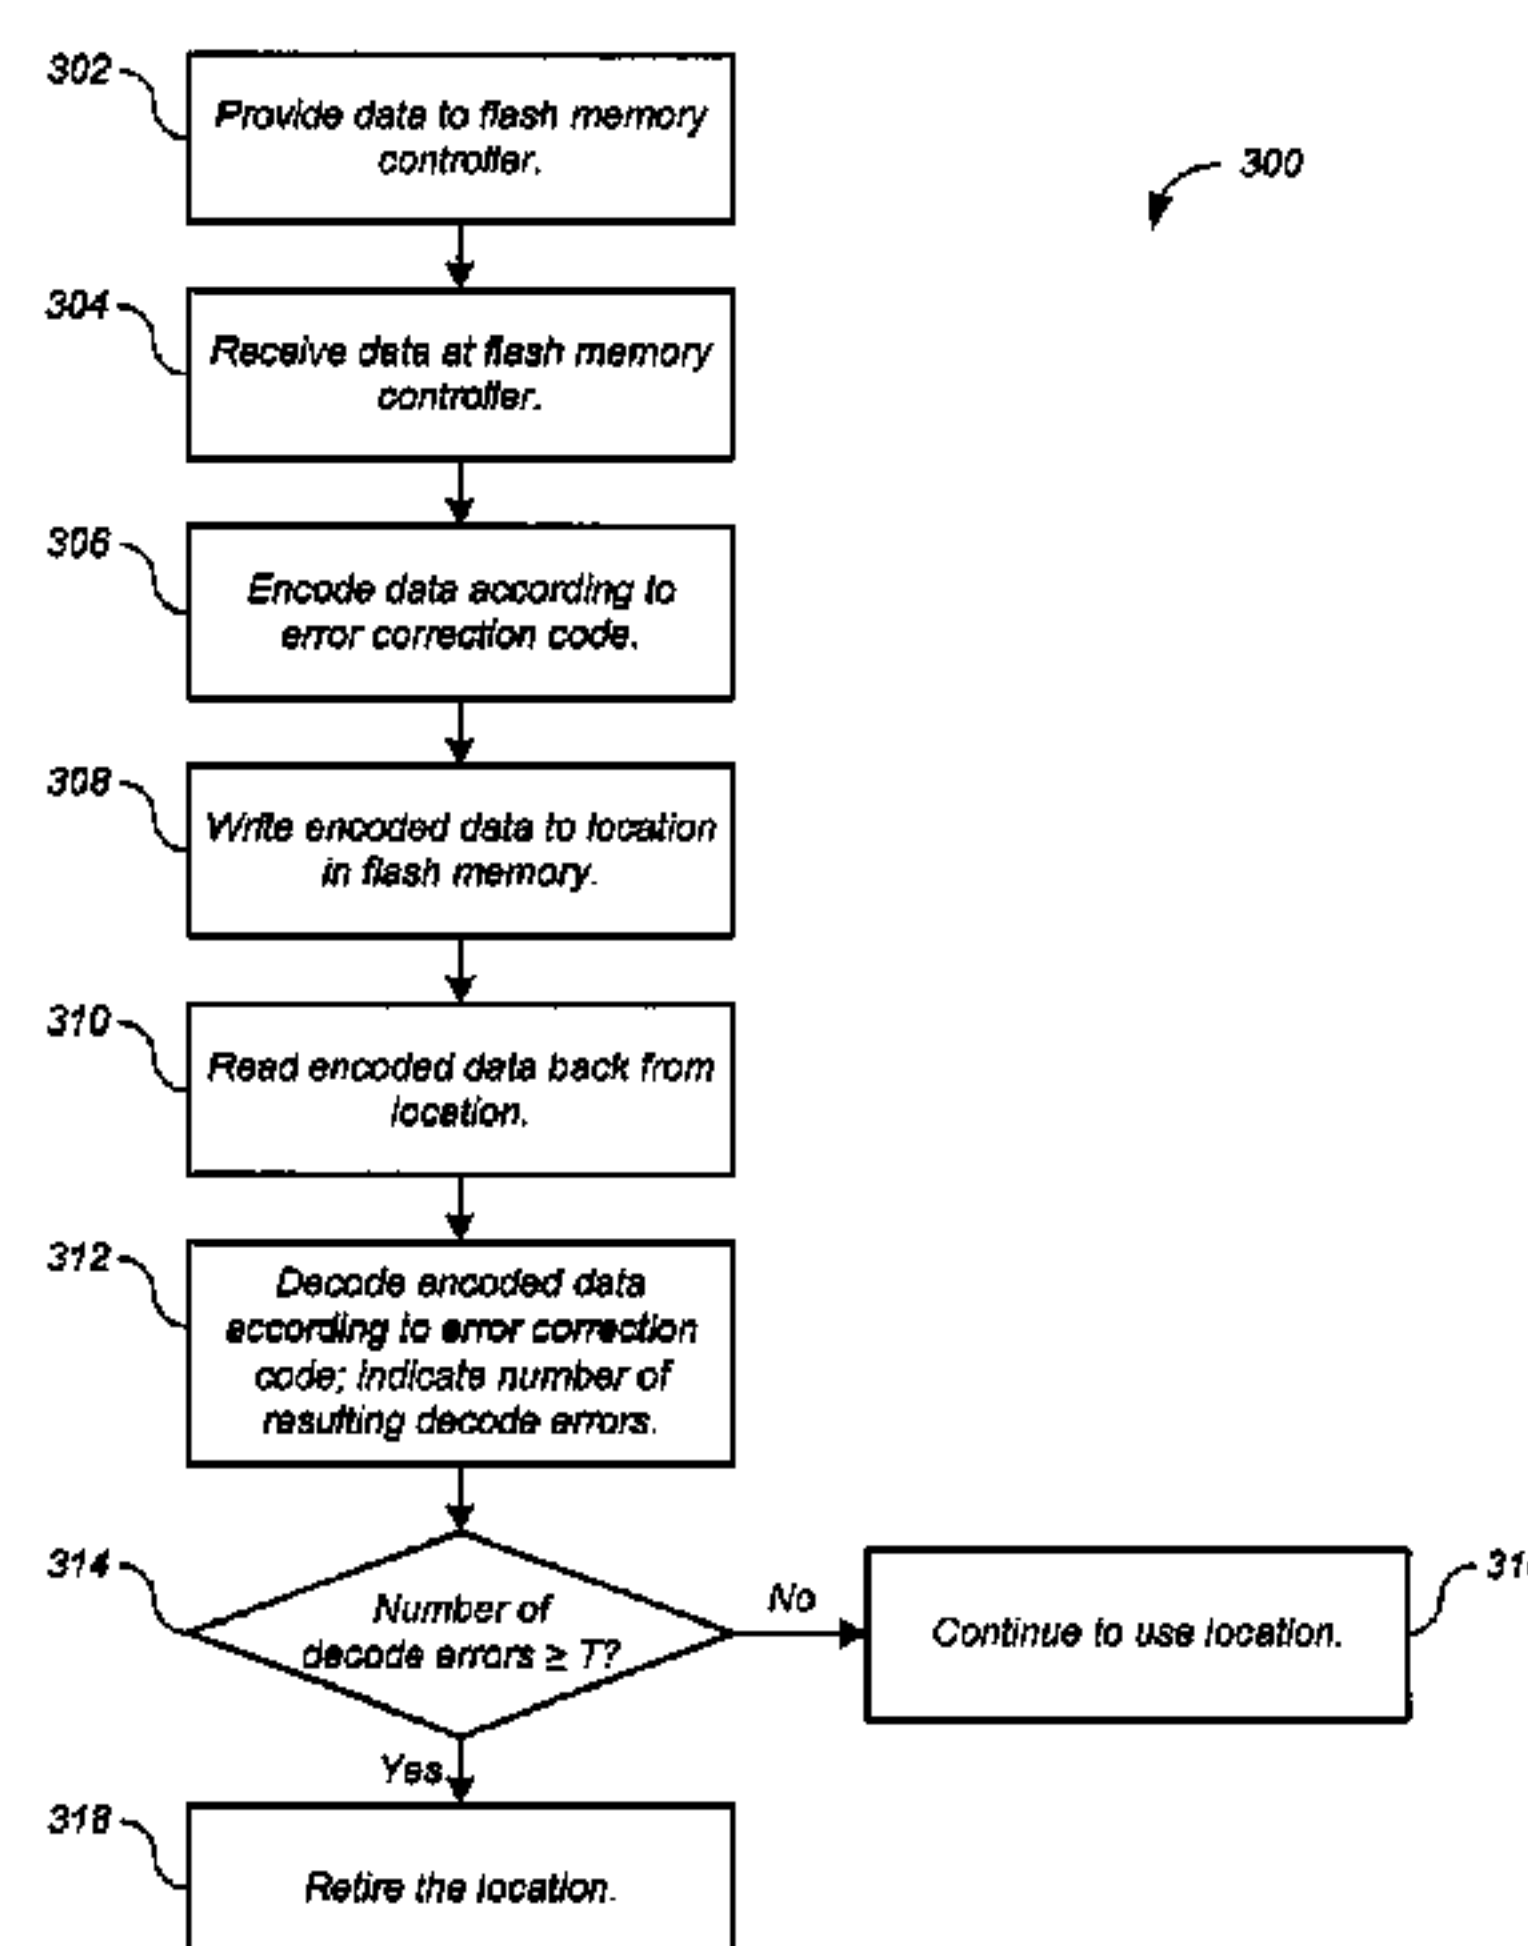 302
Provide data to flash memory
controller.
300
304
Receive data at flash memory
controller.
306
Encode data according to
error correction code.
308
Write encoded data to location
in flash memory.
310
Read encoded data back from
location.
312
Decode encoded data
according to error correction
code; indicate number of
resulting decode errors.
314
Number of
decode errors ≥ T?
No
Continue to use location.
Yes
318
Retire the location.